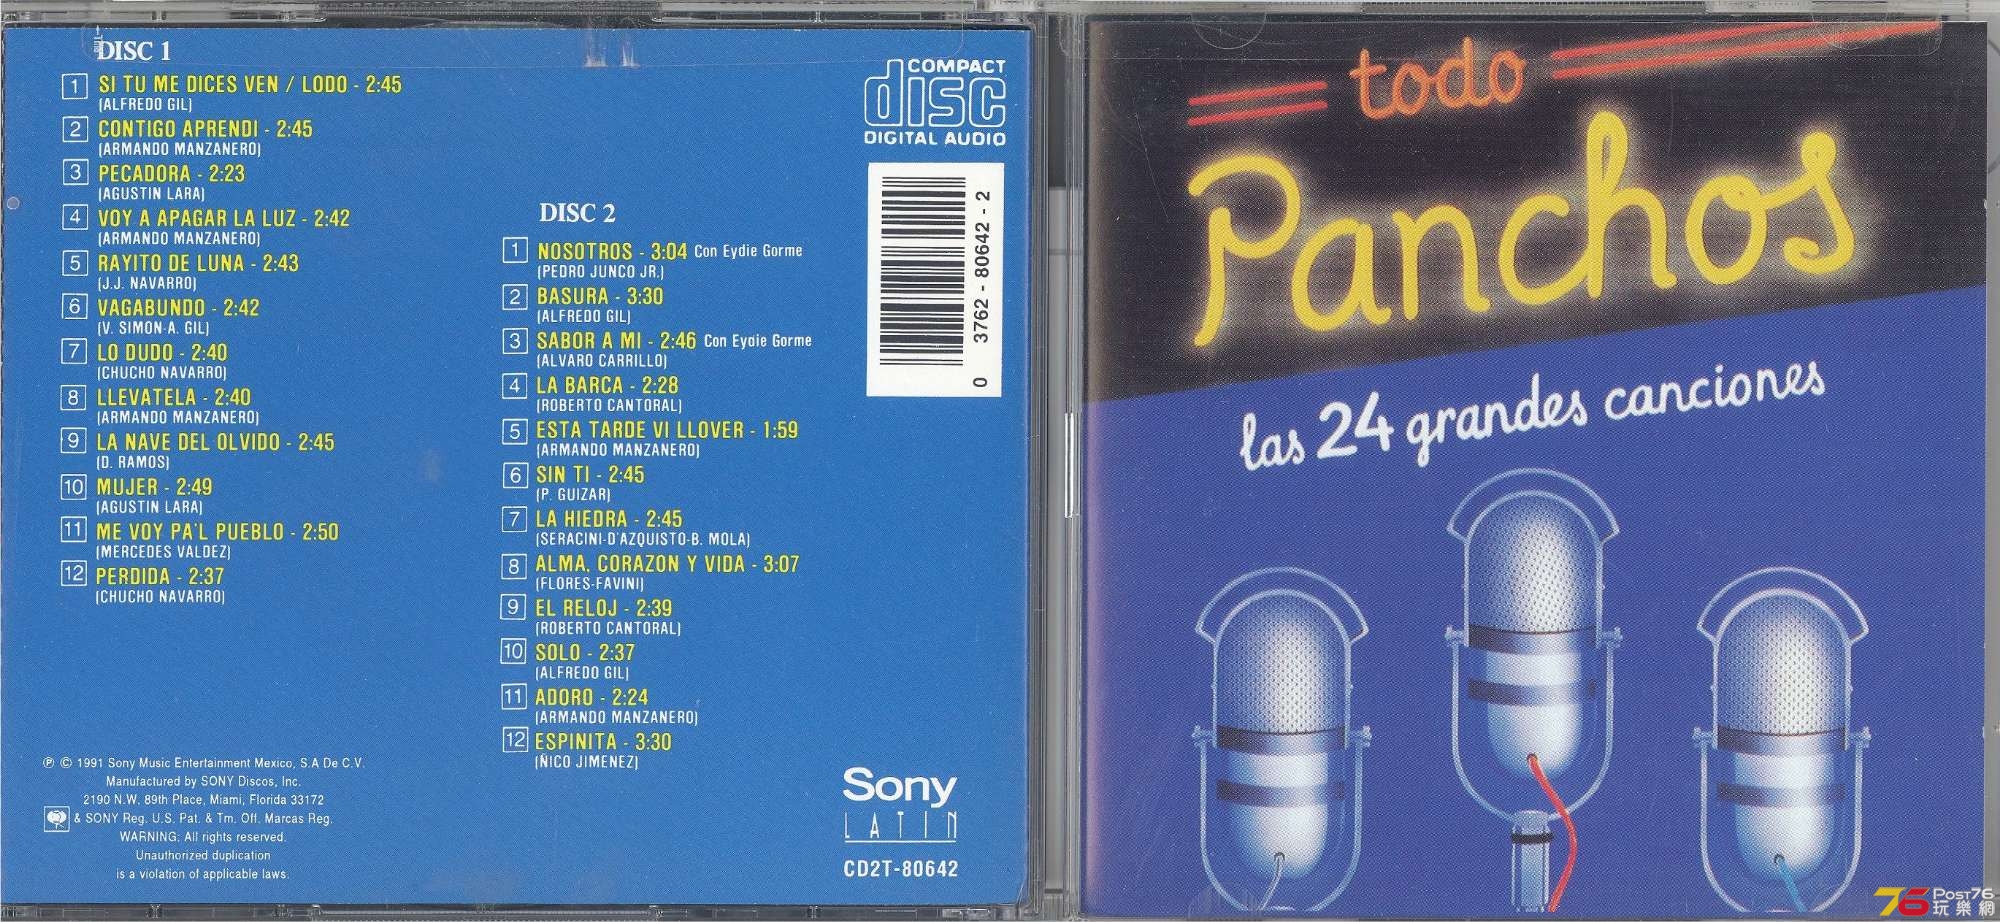 DISC 1
1 SI TU ME DICES VEN / LODO - 2:45
(ALFREDO GIL)
2 CONTIGO APRENDI - 2:45
(ARMANDO MANZANERO)
3 PECADORA - 2:23
(AGUSTIN LARA)
4 VOY A APAGAR LA LUZ - 2:42
(ARMANDO MANZANERO)
5 RAYITO DE LUNA - 2:43
(J.J. NAVARRO)
6 VAGABUNDO - 2:42
(V. SIMON-A. GIL)
7 LO DUDO - 2:40
(CHUCHO NAVARRO)
8 LLEVATELA - 2:40
(ARMANDO MANZANERO)
9 LA NAVE DEL OLVIDO - 2:45
(D. RAMOS)
10 MUJER - 2:49
(AGUSTIN LARA)
11 ME VOY PA'L PUEBLO - 2:50
(MERCEDES VALDEZ)
12 PERDIDA - 2:37
(CHUCHO NAVARRO)
℗ © 1991 Sony Music Entertainment Mexico, S.A De C.V.
Manufactured by SONY Discos, Inc.
2190 N.W. 89th Place, Miami, Florida 33172
& SONY Reg. U.S. Pat. & Tm. Off. Marcas Reg.
WARNING: All rights reserved.
Unauthorized duplication
is a violation of applicable laws.
DISC 2
1 NOSOTROS - 3:04 Con Eydie Gorme
(PEDRO JUNCO JR.)
2 BASURA - 3:30
(ALFREDO GIL)
3 SABOR A MI - 2:46 Con Eydie Gorme
(ALVARO CARRILLO)
4 LA BARCA - 2:28
(ROBERTO CANTORAL)
5 ESTA TARDE VI LLOVER - 1:59
(ARMANDO MANZANERO)
6 SIN TI - 2:45
(P. GUIZAR)
7 LA HIEDRA - 2:45
(SERACINI-D'AZQUISTO-B. MOLA)
8 ALMA, CORAZON Y VIDA - 3:07
(FLORES-FAVINI)
9 EL RELOJ - 2:39
(ROBERTO CANTORAL)
10 SOLO - 2:37
(ALFREDO GIL)
11 ADORO - 2:24
(ARMANDO MANZANERO)
12 ESPINITA - 3:30
(ÑICO JIMENEZ)
COMPACT
disc
DIGITAL AUDIO
0 3762 - 80642 - 2
Sony
LATIN
CD2T-80642
todo
Panchos
las 24 grandes canciones
76 POST76
玩樂網